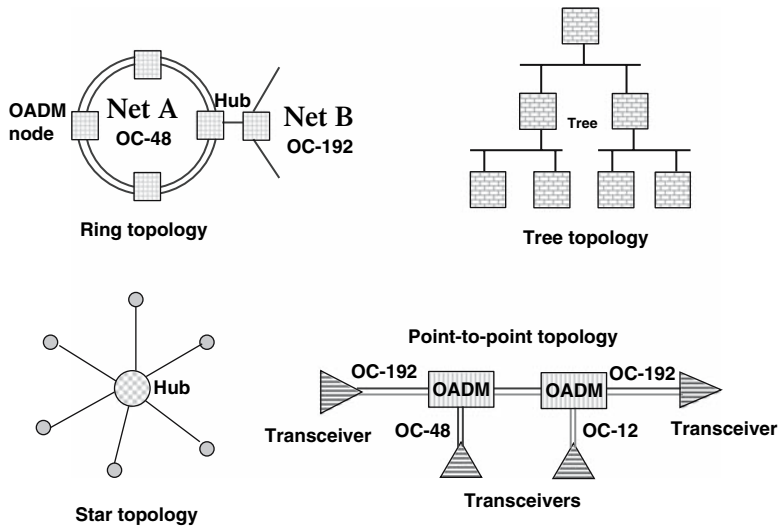 OADM
node
Net A
OC-48
Hub
Net B
OC-192
Ring topology
Tree
Tree topology
Hub
Star topology
Point-to-point topology
OC-192
OADM
OADM
OC-192
Transceiver
OC-48
OC-12
Transceiver
Transceivers